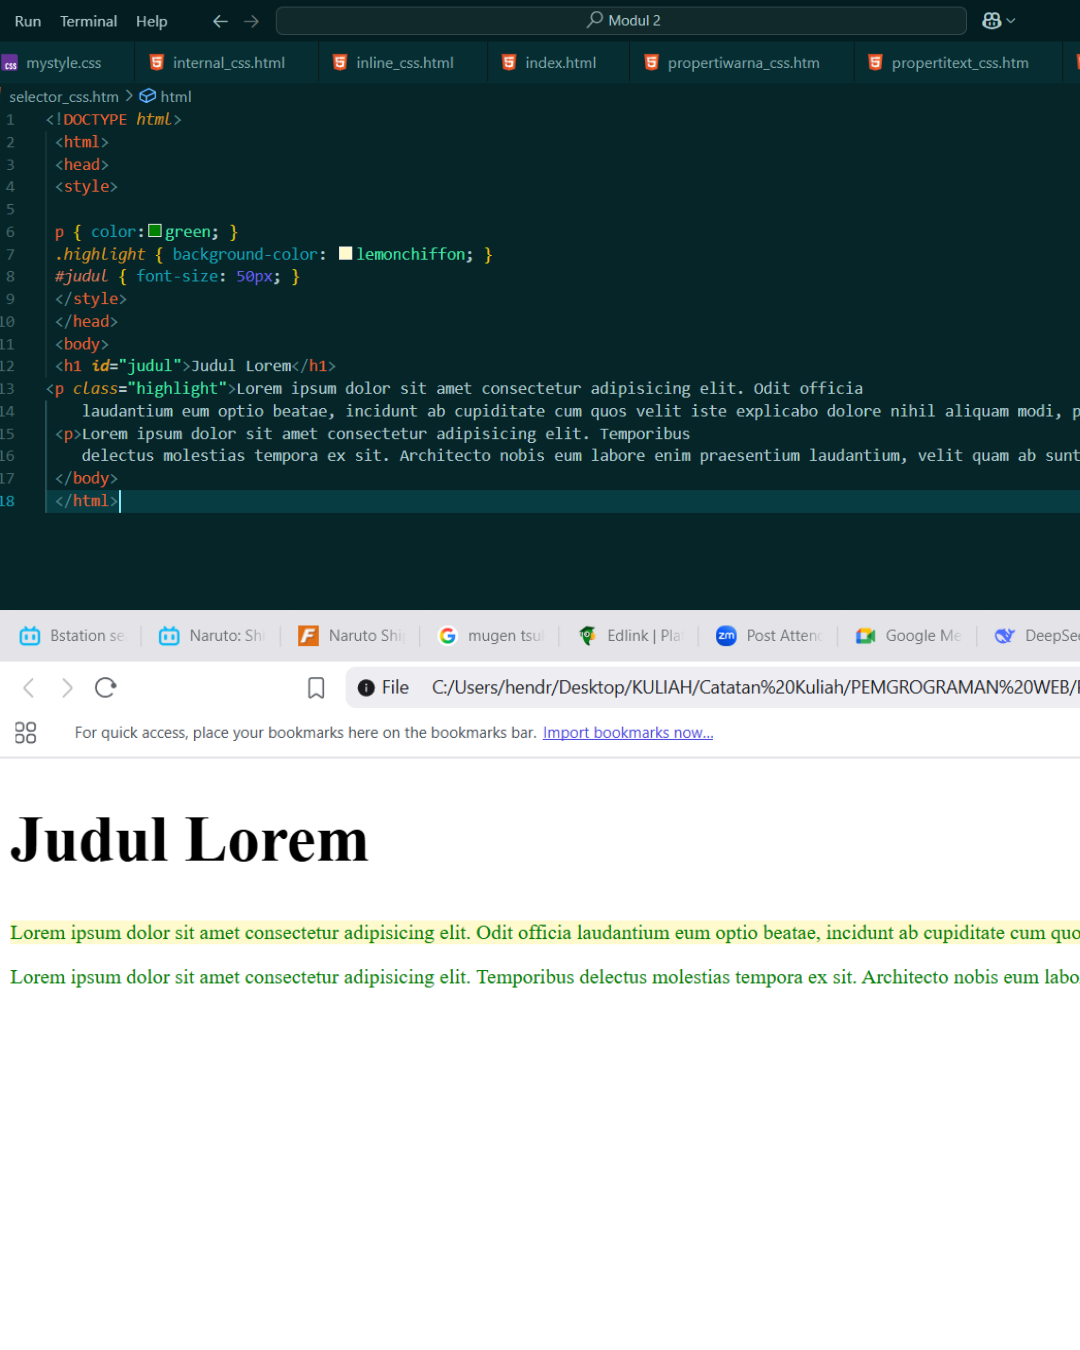 Run Terminal Help Modul 2
mystyle.css internal_css.html inline_css.html index.html propertiwarna_css.htm propertitext_css.htm
selector_css.htm > html
1 <!DOCTYPE html>
2 <html>
3 <head>
4 <style>
5
6 p { color: green; }
7 .highlight { background-color: lemonchiffon; }
8 #judul { font-size: 50px; }
9 </style>
10 </head>
11 <body>
12 <h1 id="judul">Judul Lorem</h1>
13 <p class="highlight">Lorem ipsum dolor sit amet consectetur adipisicing elit. Odit officia
14 laudantium eum optio beatae, incidunt ab cupiditate cum quos velit iste explicabo dolore nihil aliquam modi, p
15 <p>Lorem ipsum dolor sit amet consectetur adipisicing elit. Temporibus
16 delectus molestias tempora ex sit. Architecto nobis eum labore enim praesentium laudantium, velit quam ab sunt
17 </body>
18 </html>
Bstation se Naruto: Shi Naruto Ship mugen tsu Edlink | Pla Post Attend Google Me DeepSee
File C:/Users/hendr/Desktop/KULIAH/Catatan%20Kuliah/PEMGROGRAMAN%20WEB/
For quick access, place your bookmarks here on the bookmarks bar. Import bookmarks now...
Judul Lorem
Lorem ipsum dolor sit amet consectetur adipisicing elit. Odit officia laudantium eum optio beatae, incidunt ab cupiditate cum quo
Lorem ipsum dolor sit amet consectetur adipisicing elit. Temporibus delectus molestias tempora ex sit. Architecto nobis eum labo